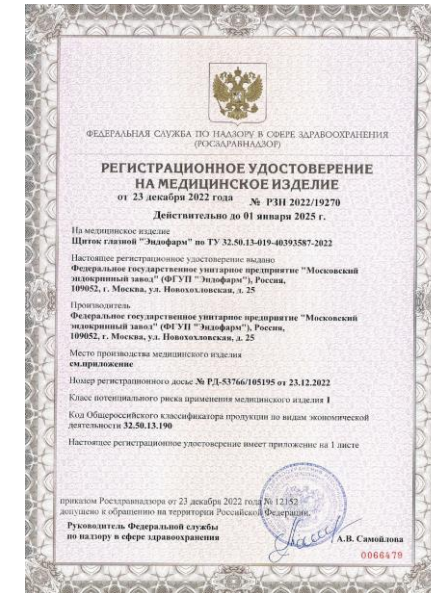 ФЕДЕРАЛЬНАЯ СЛУЖБА ПО НАДЗОРУ В СФЕРЕ ЗДРАВООХРАНЕНИЯ
(РОСЗДРАВНАДЗОР)
РЕГИСТРАЦИОННОЕ УДОСТОВЕРЕНИЕ
НА МЕДИЦИНСКОЕ ИЗДЕЛИЕ
от 23 декабря 2022 года № РЗН 2022/19270
Действительно до 01 января 2025 г.
На медицинское изделие
Щиток глазной "Эндофарм" по ТУ 32.50.13-019-40393587-2022
Настоящее регистрационное удостоверение выдано
Федеральное государственное унитарное предприятие "Московский
эндокринный завод" (ФГУП "Эндофарм"), Россия,
109052, г. Москва, ул. Новохохловская, д. 25
Производитель
Федеральное государственное унитарное предприятие "Московский
эндокринный завод" (ФГУП "Эндофарм"), Россия,
109052, г. Москва, ул. Новохохловская, д. 25
Место производства медицинского изделия
см.приложение
Номер регистрационного досье № РД-53766/105195 от 23.12.2022
Класс потенциального риска применения медицинского изделия 1
Код Общероссийского классификатора продукции по видам экономической
деятельности 32.50.13.190
Настоящее регистрационное удостоверение имеет приложение на 1 листе
приказом Росздравнадзора от 23 декабря 2022 года № 12152
допущено к обращению на территории Российской Федерации.
Руководитель Федеральной службы
по надзору в сфере здравоохранения
А.В. Самойлова
0066479